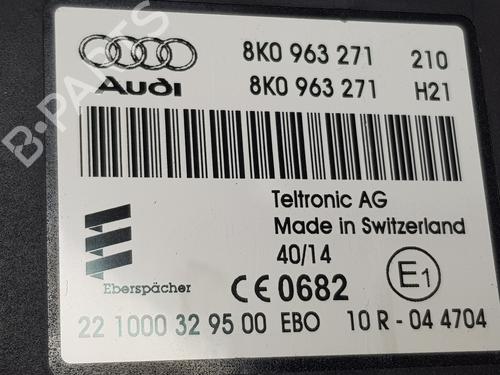 8K0 963 271 210
Audi 8K0 963 271 H21
B-PARTS
Teltronic AG
Made in Switzerland
40/14
Eberspächer CE 0682 E1
22 1000 32 95 00 EBO 10 R - 04 4704